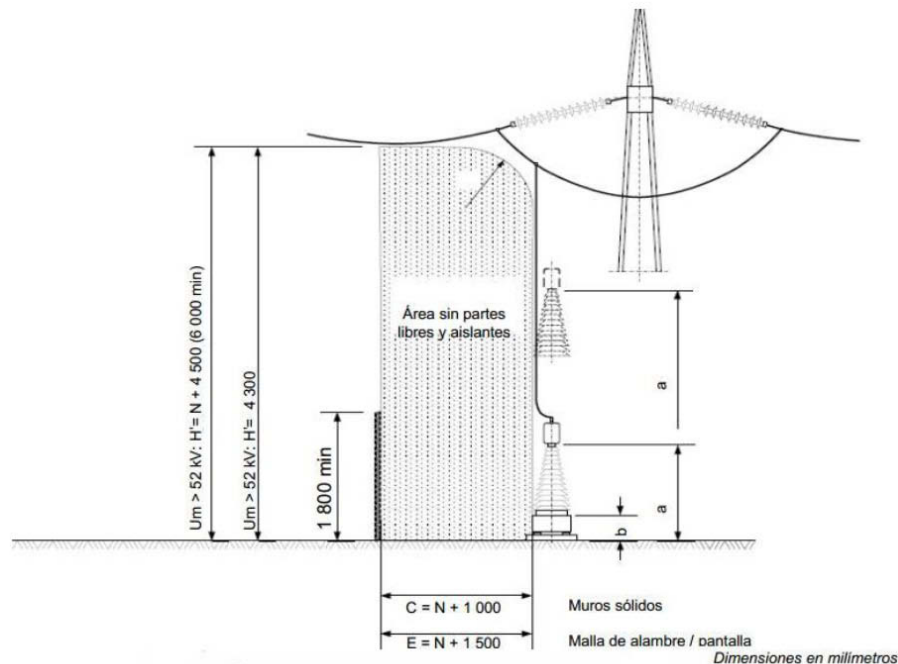 Um > 52 kV: H'= N + 4 500 (6 000 min)
Um > 52 kV: H'= 4 300
1 800 min
Área sin partes
libres y aislantes
a
a
b
C = N + 1 000
Muros sólidos
E = N + 1 500
Malla de alambre / pantalla
Dimensiones en milímetros